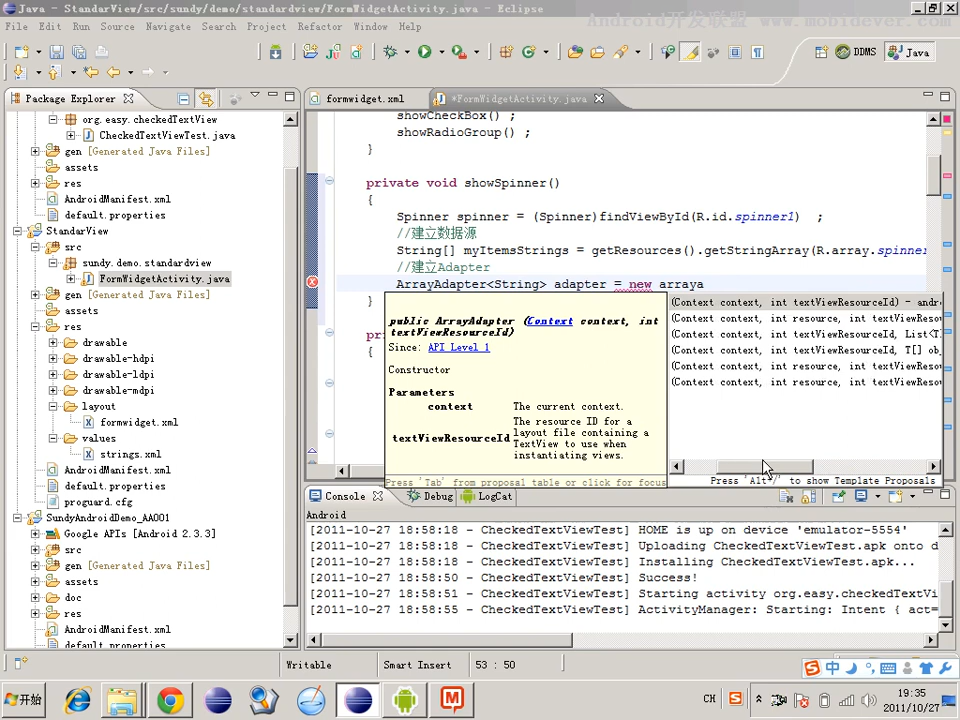 Java - StandarView/src/sundy/demo/standardview/FormWidgetActivity.java - Eclipse
Android开发联盟 www.mobidever.com
File Edit Run Source Navigate Search Project Refactor Window Help
DDMS Java
Package Explorer
formwidget.xml *FormWidgetActivity.java
org.easy.checkedTextView
CheckedTextViewTest.java
gen [Generated Java Files]
assets
res
AndroidManifest.xml
default.properties
StandarView
src
sundy.demo.standardview
FormWidgetActivity.java
gen [Generated Java Files]
assets
res
drawable
drawable-hdpi
drawable-ldpi
drawable-mdpi
layout
formwidget.xml
values
strings.xml
AndroidManifest.xml
default.properties
proguard.cfg
SundyAndroidDemo_AA001
Google APIs [Android 2.3.3]
src
gen [Generated Java Files]
assets
doc
res
AndroidManifest.xml
default.properties
showCheckBox() ;
showRadioGroup() ;
}
private void showSpinner()
{
Spinner spinner = (Spinner)findViewById(R.id.spinner1) ;
//建立数据源
String[] myItemsStrings = getResources().getStringArray(R.array.spinner
//建立Adapter
ArrayAdapter<String> adapter = new arraya
}
pr
{
public ArrayAdapter (Context context, int
textViewResourceId)
Since: API Level 1
Constructor
Parameters
context The current context.
textViewResourceId The resource ID for a
layout file containing a
TextView to use when
instantiating views.
Press 'Tab' from proposal table or click for focus
(Context context, int textViewResourceId) - andr
(Context context, int resource, int textViewReso
(Context context, int textViewResourceId, List<T
(Context context, int textViewResourceId, T[] ob
(Context context, int resource, int textViewReso
(Context context, int resource, int textViewReso
Press 'Alt+/' to show Template Proposals
Console Debug LogCat
Android
[2011-10-27 18:58:18 - CheckedTextViewTest] HOME is up on device 'emulator-5554'
[2011-10-27 18:58:18 - CheckedTextViewTest] Uploading CheckedTextViewTest.apk onto d
[2011-10-27 18:58:18 - CheckedTextViewTest] Installing CheckedTextViewTest.apk...
[2011-10-27 18:58:50 - CheckedTextViewTest] Success!
[2011-10-27 18:58:51 - CheckedTextViewTest] Starting activity org.easy.checkedTextVi
[2011-10-27 18:58:55 - CheckedTextViewTest] ActivityManager: Starting: Intent { act=
Writable Smart Insert 53 : 50
中
开始
CH
19:35
2011/10/27